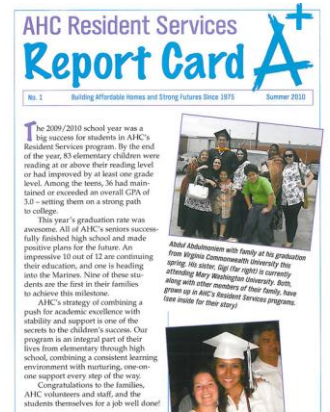 AHC Resident Services
Report Card A+
No. 1 Building Affordable Homes and Strong Futures Since 1975 Summer 2010
The 2009/2010 school year was a
big success for students in AHC's
Resident Services program. By the end
of the year, 83 elementary children were
reading at or above their reading level
or had improved by at least one grade
level. Among the teens, 36 had main-
tained or exceeded an overall GPA of
3.0 – setting them on a strong path
to college.
This year's graduation rate was
awesome. All of AHC's seniors success-
fully finished high school and made
positive plans for the future. An
impressive 10 out of 12 are continuing
their education, and one is heading
into the Marines. Nine of these stu-
dents are the first in their families
to achieve this milestone.
AHC's strategy of combining a
push for academic excellence with
stability and support is one of the
secrets to the children's success. Our
program is an integral part of their
lives from elementary through high
school, combining a consistent learning
environment with nurturing, one-on-
one support every step of the way.
Congratulations to the families,
AHC volunteers and staff, and the
students themselves for a job well done!
Abdul Abdulmoniem with family at his graduation
from Virginia Commonwealth University this
spring. His sister, Gigi (far right) is currently
attending Mary Washington University. Both,
along with other members of their family, have
grown up in AHC's Resident Services programs.
(see inside for their story)